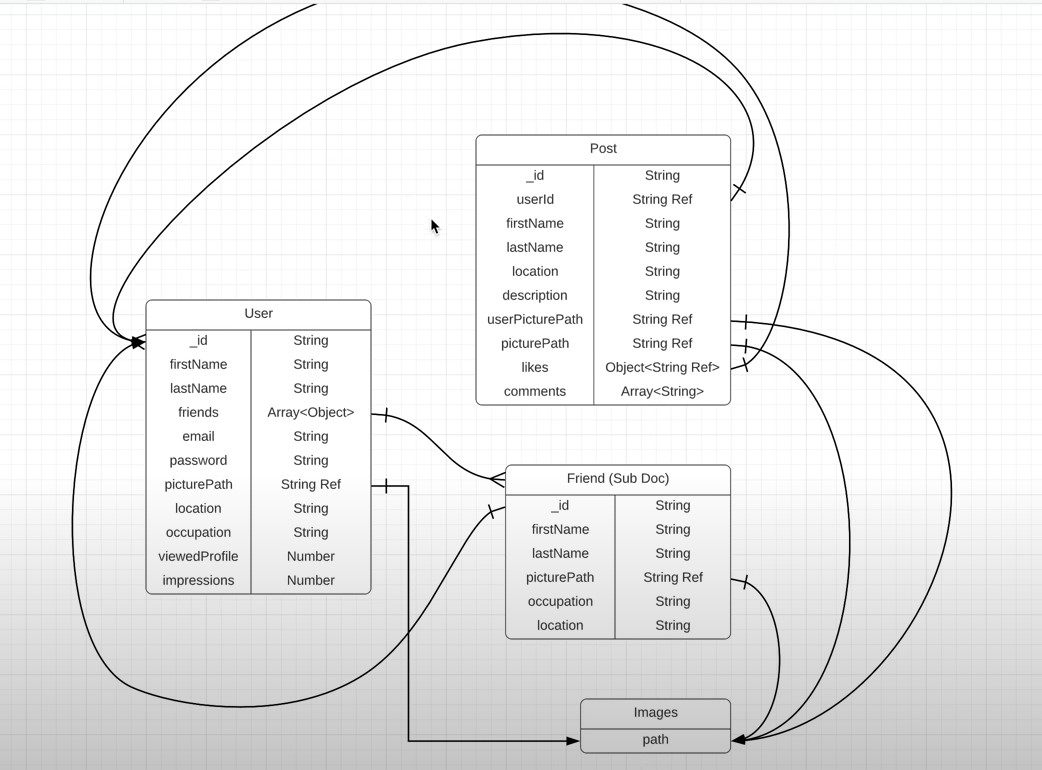 Post
_id String
userId String Ref
firstName String
lastName String
location String
description String
userPicturePath String Ref
picturePath String Ref
likes Object<String Ref>
comments Array<String>
User
_id String
firstName String
lastName String
friends Array<Object>
email String
password String
picturePath String Ref
location String
occupation String
viewedProfile Number
impressions Number
Friend (Sub Doc)
_id String
firstName String
lastName String
picturePath String Ref
occupation String
location String
Images
path